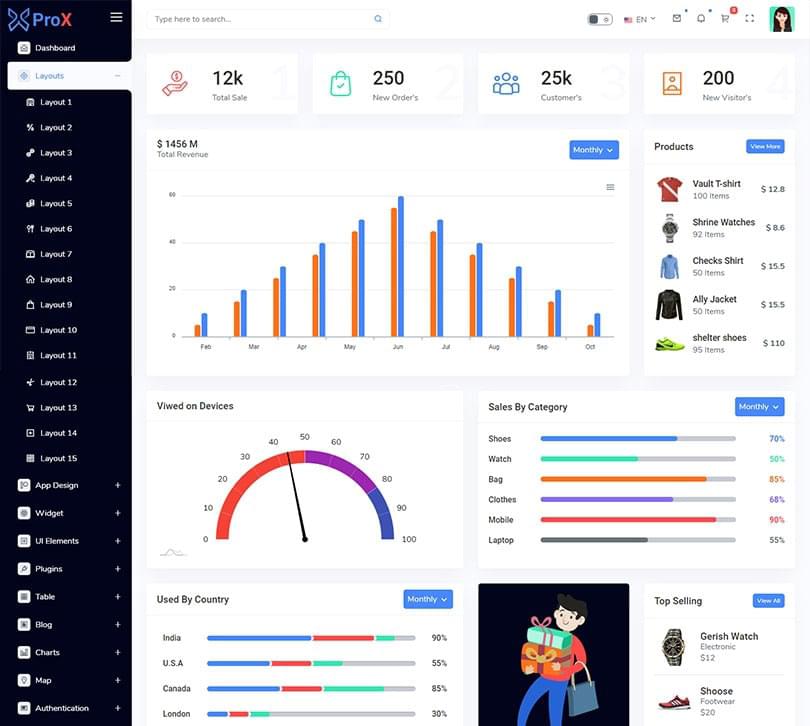 ProX
Type here to search...
EN
8
Dashboard
Layouts
Layout 1
Layout 2
Layout 3
Layout 4
Layout 5
Layout 6
Layout 7
Layout 8
Layout 9
Layout 10
Layout 11
Layout 12
Layout 13
Layout 14
Layout 15
App Design
Widget
UI Elements
Plugins
Table
Blog
Charts
Map
Authentication
12k
Total Sale
1
250
New Order's
2
25k
Customer's
3
200
New Visitor's
4
$ 1456 M
Total Revenue
Monthly
60
40
20
0
Feb Mar Apr May Jun Jul Aug Sep Oct
Products
View More
Vault T-shirt
100 Items
$ 12.8
Shrine Watches
92 Items
$ 8.6
Checks Shirt
50 Items
$ 15.5
Ally Jacket
50 Items
$ 15.5
shelter shoes
95 Items
$ 110
Viwed on Devices
0
10
20
30
40
50
60
70
80
90
100
Sales By Category
Monthly
Shoes 70%
Watch 50%
Bag 85%
Clothes 68%
Mobile 90%
Laptop 55%
Used By Country
Monthly
India 90%
U.S.A 55%
Canada 85%
London 30%
Top Selling
View All
Gerish Watch
Electronic
$12
Shoose
Footwear
$20